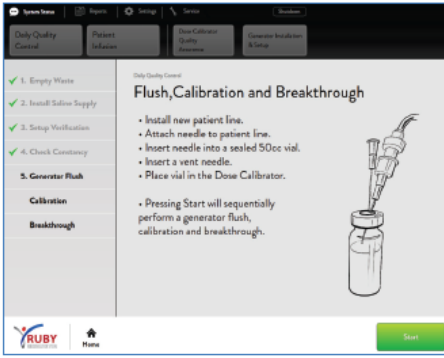 System Status
Reports
Settings
Service
Shutdown
Daily Quality
Control
Patient
Infusion
Dose Calibrator
Quality
Assurance
Generator Installation
& Setup
1. Empty Waste
2. Install Saline Supply
3. Setup Verification
4. Check Constancy
5. Generator Flush
Calibration
Breakthrough
Daily Quality Control
Flush,Calibration and Breakthrough
• Install new patient line.
• Attach needle to patient line.
• Insert needle into a sealed 50cc vial.
• Insert a vent needle.
• Place vial in the Dose Calibrator.
• Pressing Start will sequentially
perform a generator flush,
calibration and breakthrough.
RUBY
Home
Start